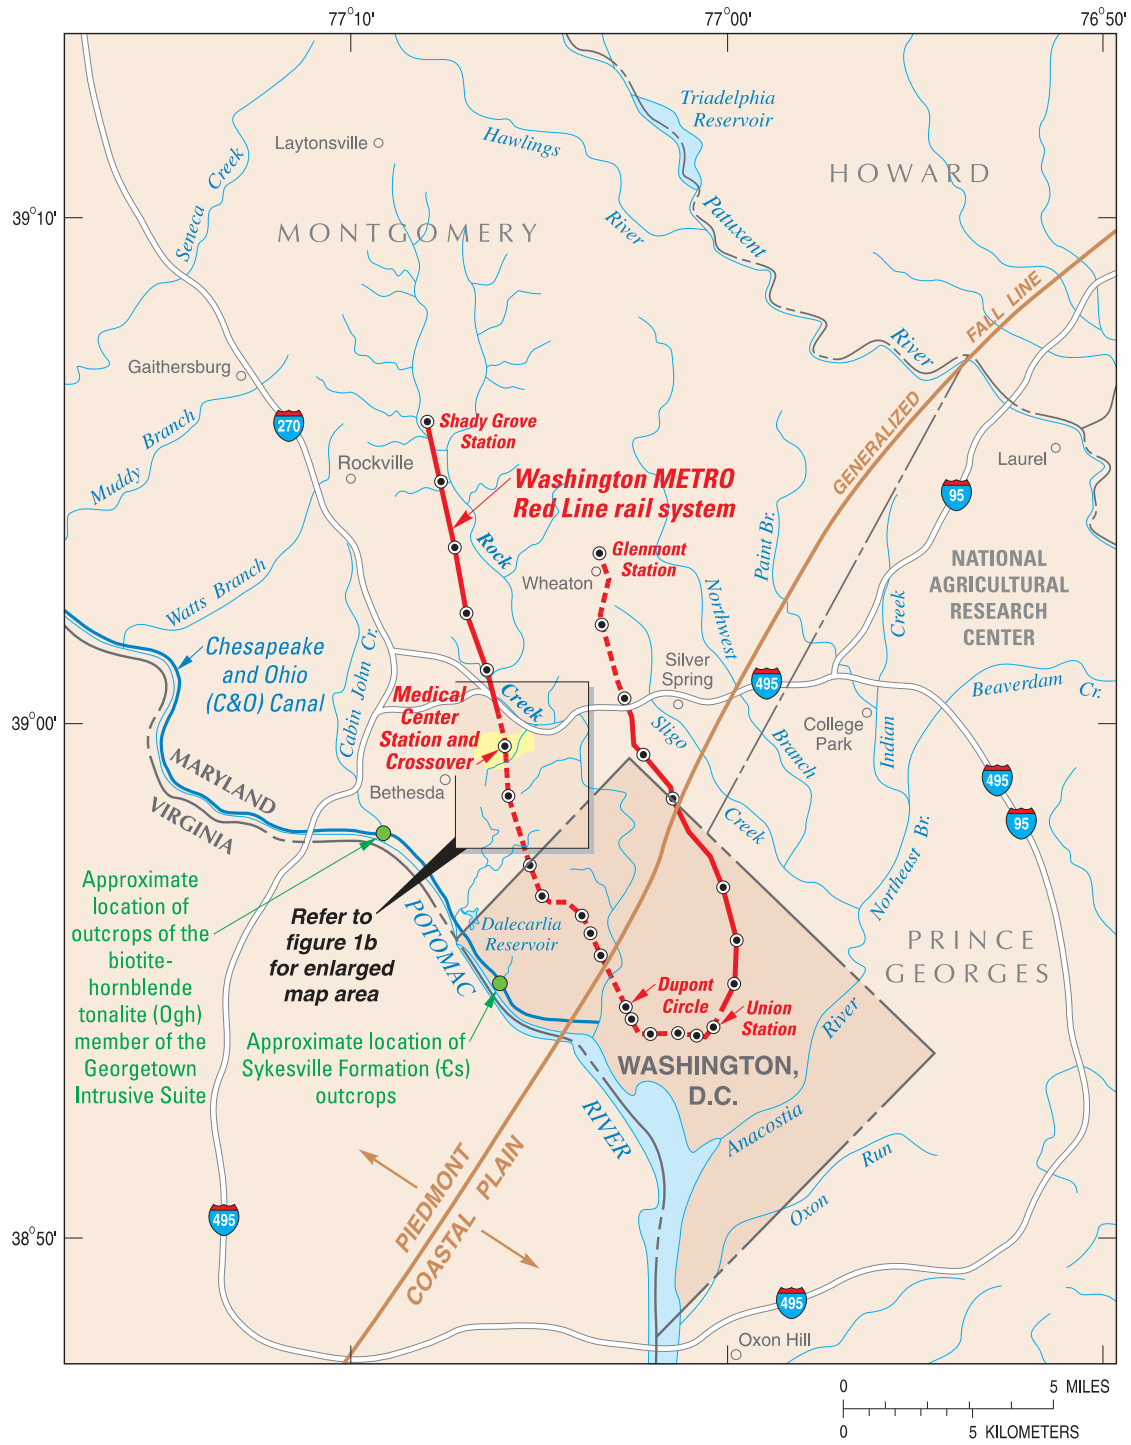 77°10'
77°00'
76°50'
39°10'
39°00'
38°50'
Triadelphia
Reservoir
Laytonsville
Hawlings
River
HOWARD
Seneca Creek
MONTGOMERY
Patuxent
River
FALL LINE
GENERALIZED
Gaithersburg
270
Muddy Branch
Shady Grove
Station
Rockville
Laurel
95
Washington METRO
Red Line rail system
Rock
Creek
Glenmont
Station
Wheaton
Paint Br.
NATIONAL
AGRICULTURAL
RESEARCH
CENTER
Watts Branch
Northwest
Branch
Creek
Indian
Chesapeake
and Ohio
(C&O) Canal
Cabin John Cr.
Silver
Spring
495
Beaverdam Cr.
Medical
Center
Station and
Crossover
Sligo
Creek
College
Park
MARYLAND
VIRGINIA
Bethesda
495
95
Northeast Br.
Approximate
location of
outcrops of the
biotite-
hornblende
tonalite (Ogh)
member of the
Georgetown
Intrusive Suite
Refer to
figure 1b
for enlarged
map area
POTOMAC
RIVER
Dalecarlia
Reservoir
PRINCE
GEORGES
Dupont
Circle
Union
Station
Approximate location of
Sykesville Formation (Єs)
outcrops
WASHINGTON,
D.C.
Anacostia
River
Oxon Run
PIEDMONT
COASTAL PLAIN
495
495
Oxon Hill
0 5 MILES
0 5 KILOMETERS